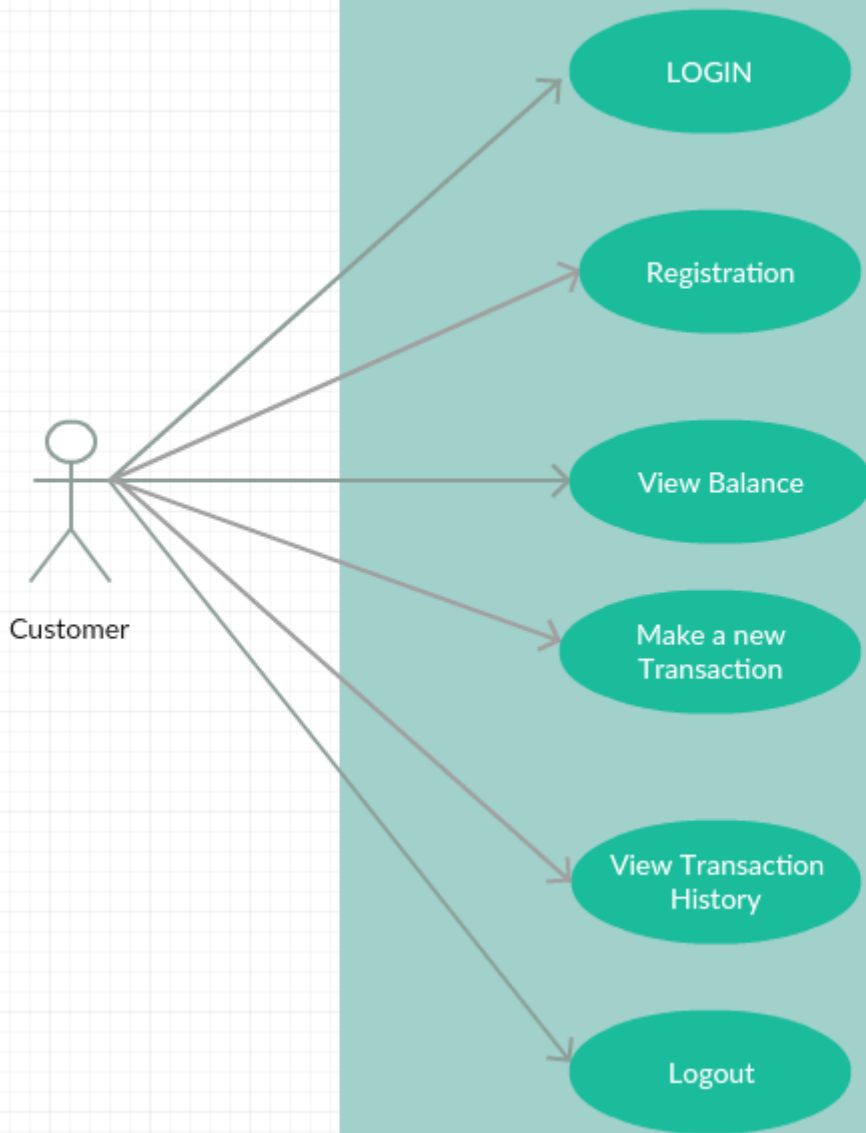 LOGIN
Registration
View Balance
Customer
Make a new
Transaction
View Transaction
History
Logout